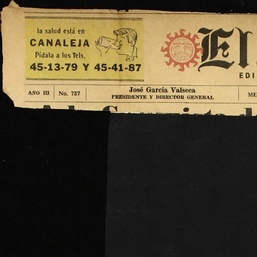 la salud está en
CANALEJA
Pídala a los Tels.
45-13-79 Y 45-41-87
El
EDI
AÑO III No. 737
José García Valseca
PRESIDENTE Y DIRECTOR GENERAL
ME